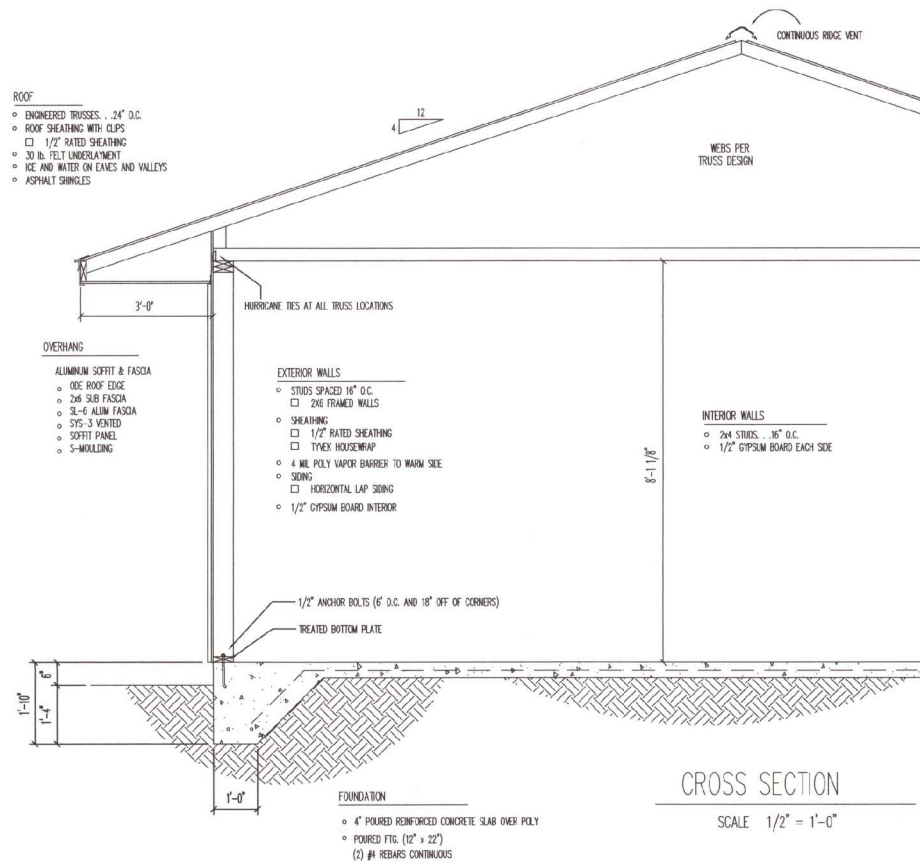 CONTINUOUS RIDGE VENT
ROOF
ENGINEERED TRUSSES. . .24" O.C.
ROOF SHEATHING WITH CLIPS
1/2" RATED SHEATHING
30 lb. FELT UNDERLAYMENT
ICE AND WATER ON EAVES AND VALLEYS
ASPHALT SHINGLES
12
4
WEBS PER
TRUSS DESIGN
HURRICANE TIES AT ALL TRUSS LOCATIONS
3'-0"
OVERHANG
ALUMINUM SOFFIT & FASCIA
ODE ROOF EDGE
2x6 SUB FASCIA
SL-6 ALUM FASCIA
SYS-3 VENTED
SOFFIT PANEL
S-MOULDING
EXTERIOR WALLS
STUDS SPACED 16" O.C.
2X6 FRAMED WALLS
SHEATHING
1/2" RATED SHEATHING
TYVEK HOUSEWRAP
4 MIL POLY VAPOR BARRIER TO WARM SIDE
SIDING
HORIZONTAL LAP SIDING
1/2" GYPSUM BOARD INTERIOR
8'-1 1/8"
INTERIOR WALLS
2x4 STUDS. . .16" O.C.
1/2" GYPSUM BOARD EACH SIDE
1/2" ANCHOR BOLTS (6' O.C. AND 18" OFF OF CORNERS)
TREATED BOTTOM PLATE
6"
1'-10"
1'-4"
1'-0"
FOUNDATION
4" POURED REINFORCED CONCRETE SLAB OVER POLY
POURED FTG. (12" x 22")
(2) #4 REBARS CONTINUOUS
CROSS SECTION
SCALE 1/2" = 1'-0"